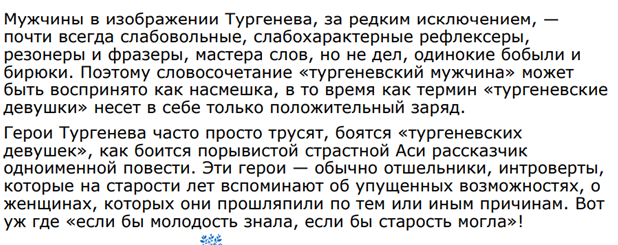 Мужчины в изображении Тургенева, за редким исключением, —
почти всегда слабовольные, слабохарактерные рефлексеры,
резонеры и фразеры, мастера слов, но не дел, одинокие бобыли и
бирюки. Поэтому словосочетание «тургеневский мужчина» может
быть воспринято как насмешка, в то время как термин «тургеневские
девушки» несет в себе только положительный заряд.
Герои Тургенева часто просто трусят, боятся «тургеневских
девушек», как боится порывистой страстной Аси рассказчик
одноименной повести. Эти герои — обычно отшельники, интроверты,
которые на старости лет вспоминают об упущенных возможностях, о
женщинах, которых они прошляпили по тем или иным причинам. Вот
уж где «если бы молодость знала, если бы старость могла»!